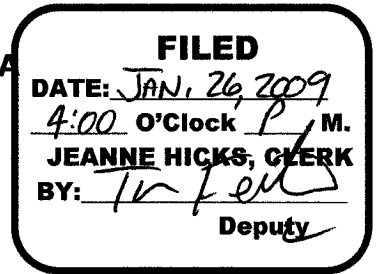 A
FILED
DATE: JAN. 26, 2009
4:00 O'Clock P M.
JEANNE HICKS, CLERK
BY:
Deputy